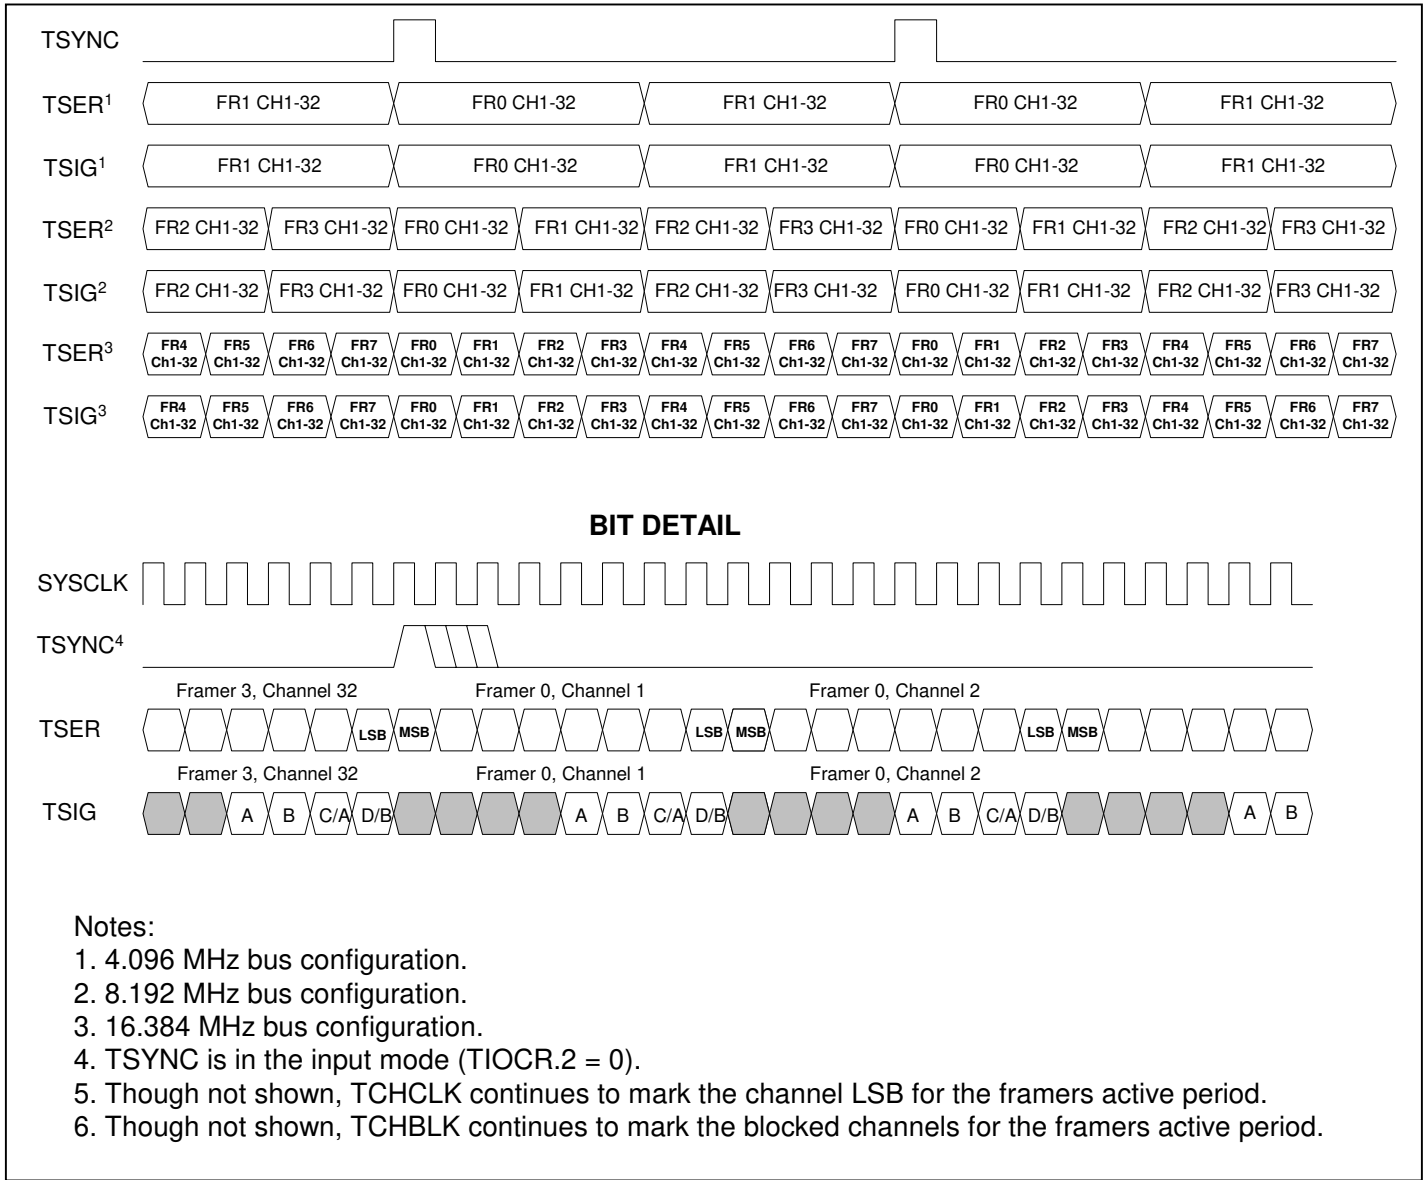 TSYNC
TSER1 FR1 CH1-32 FR0 CH1-32 FR1 CH1-32 FR0 CH1-32 FR1 CH1-32
TSIG1 FR1 CH1-32 FR0 CH1-32 FR1 CH1-32 FR0 CH1-32 FR1 CH1-32
TSER2 FR2 CH1-32 FR3 CH1-32 FR0 CH1-32 FR1 CH1-32 FR2 CH1-32 FR3 CH1-32 FR0 CH1-32 FR1 CH1-32 FR2 CH1-32 FR3 CH1-32
TSIG2 FR2 CH1-32 FR3 CH1-32 FR0 CH1-32 FR1 CH1-32 FR2 CH1-32 FR3 CH1-32 FR0 CH1-32 FR1 CH1-32 FR2 CH1-32 FR3 CH1-32
TSER3 FR4 FR5 FR6 FR7 FR0 FR1 FR2 FR3 FR4 FR5 FR6 FR7 FR0 FR1 FR2 FR3 FR4 FR5 FR6 FR7
Ch1-32 Ch1-32 Ch1-32 Ch1-32 Ch1-32 Ch1-32 Ch1-32 Ch1-32 Ch1-32 Ch1-32 Ch1-32 Ch1-32 Ch1-32 Ch1-32 Ch1-32 Ch1-32 Ch1-32 Ch1-32 Ch1-32 Ch1-32
TSIG3 FR4 FR5 FR6 FR7 FR0 FR1 FR2 FR3 FR4 FR5 FR6 FR7 FR0 FR1 FR2 FR3 FR4 FR5 FR6 FR7
Ch1-32 Ch1-32 Ch1-32 Ch1-32 Ch1-32 Ch1-32 Ch1-32 Ch1-32 Ch1-32 Ch1-32 Ch1-32 Ch1-32 Ch1-32 Ch1-32 Ch1-32 Ch1-32 Ch1-32 Ch1-32 Ch1-32 Ch1-32
BIT DETAIL
SYSCLK
TSYNC4
Framer 3, Channel 32 Framer 0, Channel 1 Framer 0, Channel 2
TSER LSB MSB LSB MSB LSB MSB
Framer 3, Channel 32 Framer 0, Channel 1 Framer 0, Channel 2
TSIG A B C/A D/B A B C/A D/B A B C/A D/B A B
Notes:
1. 4.096 MHz bus configuration.
2. 8.192 MHz bus configuration.
3. 16.384 MHz bus configuration.
4. TSYNC is in the input mode (TIOCR.2 = 0).
5. Though not shown, TCHCLK continues to mark the channel LSB for the framers active period.
6. Though not shown, TCHBLK continues to mark the blocked channels for the framers active period.